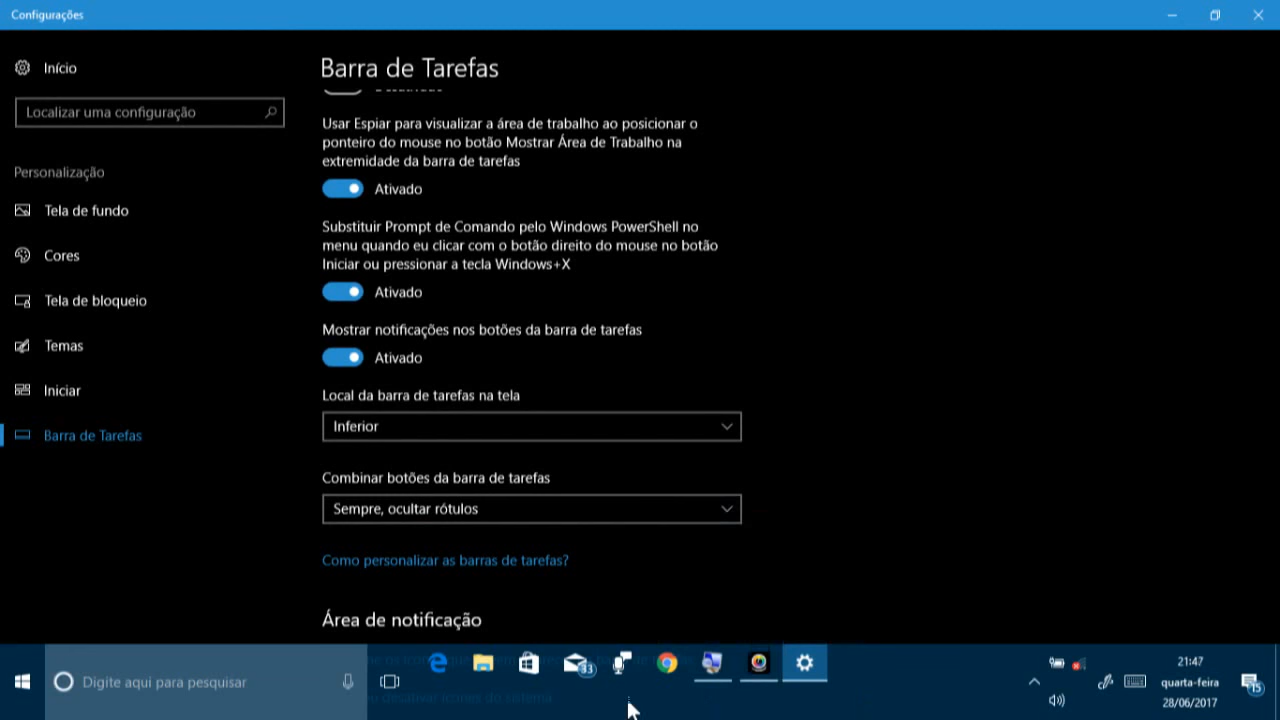 Configurações
Início
Localizar uma configuração
Personalização
Tela de fundo
Cores
Tela de bloqueio
Temas
Iniciar
Barra de Tarefas
Barra de Tarefas
Usar Espiar para visualizar a área de trabalho ao posicionar o
ponteiro do mouse no botão Mostrar Área de Trabalho na
extremidade da barra de tarefas
Ativado
Substituir Prompt de Comando pelo Windows PowerShell no
menu quando eu clicar com o botão direito do mouse no botão
Iniciar ou pressionar a tecla Windows+X
Ativado
Mostrar notificações nos botões da barra de tarefas
Ativado
Local da barra de tarefas na tela
Inferior
Combinar botões da barra de tarefas
Sempre, ocultar rótulos
Como personalizar as barras de tarefas?
Área de notificação
Digite aqui para pesquisar
33
21:47
quarta-feira
28/06/2017
15